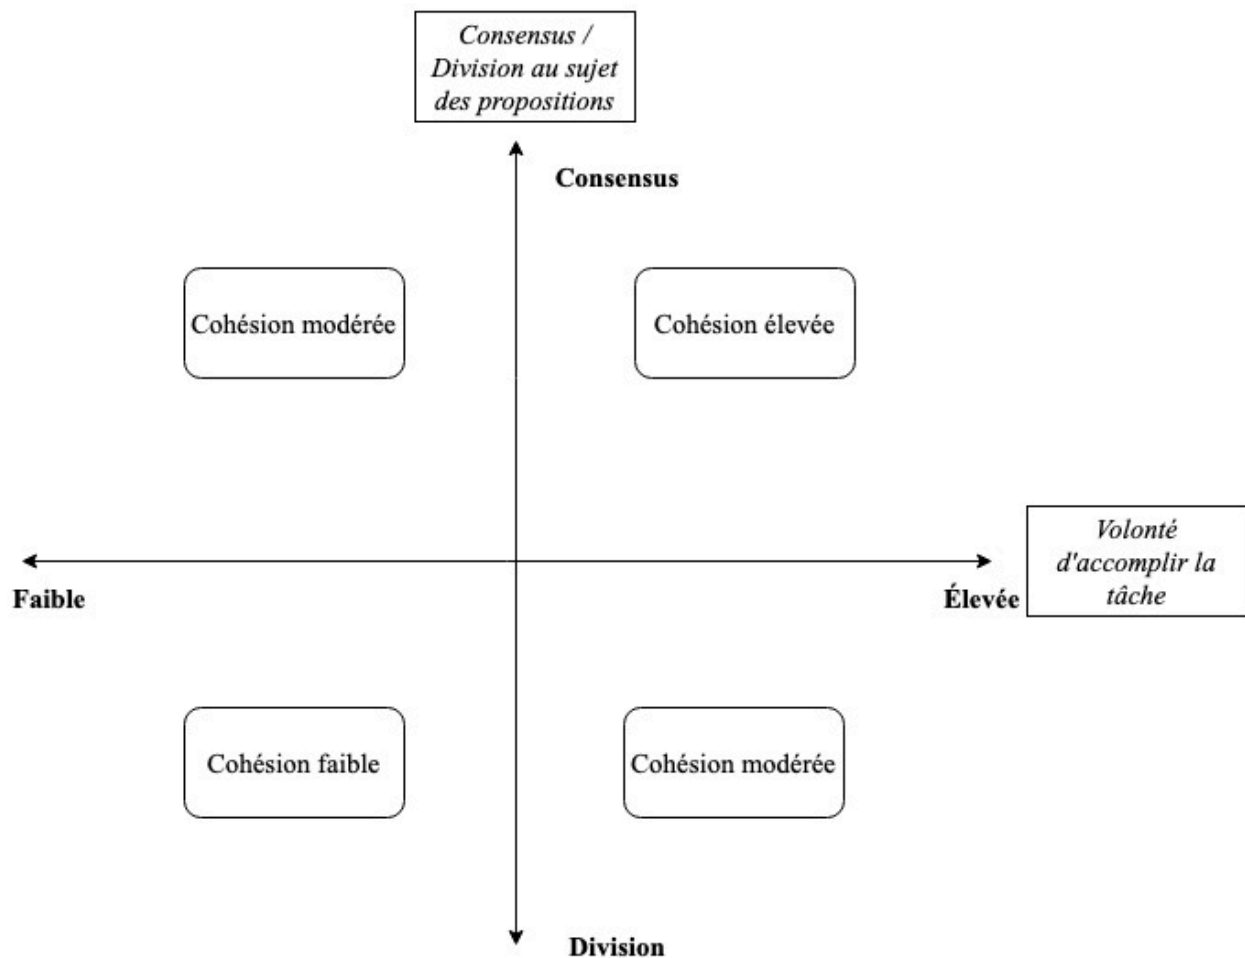 Consensus /
Division au sujet
des propositions
Consensus
Cohésion modérée
Cohésion élevée
Volonté
d'accomplir la
tâche
Faible
Élevée
Cohésion faible
Cohésion modérée
Division